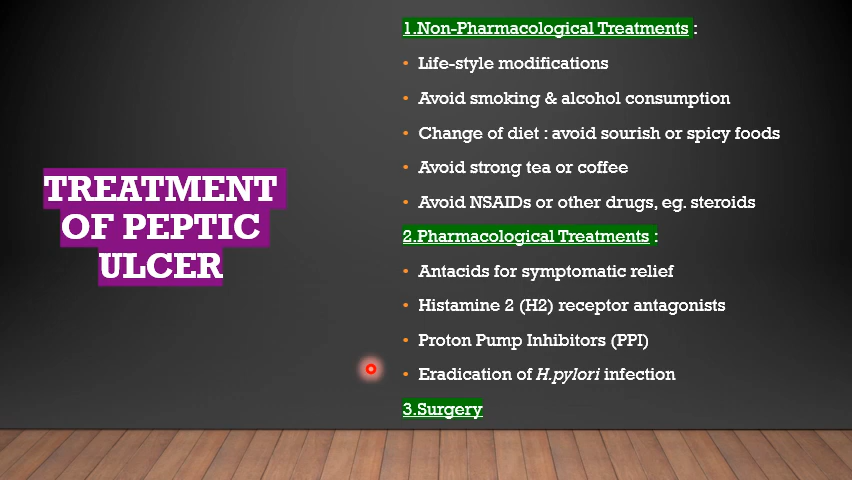 TREATMENT
OF PEPTIC
ULCER
1.Non-Pharmacological Treatments :
• Life-style modifications
• Avoid smoking & alcohol consumption
• Change of diet : avoid sourish or spicy foods
• Avoid strong tea or coffee
• Avoid NSAIDs or other drugs, eg. steroids
2.Pharmacological Treatments :
• Antacids for symptomatic relief
• Histamine 2 (H2) receptor antagonists
• Proton Pump Inhibitors (PPI)
• Eradication of H.pylori infection
3.Surgery